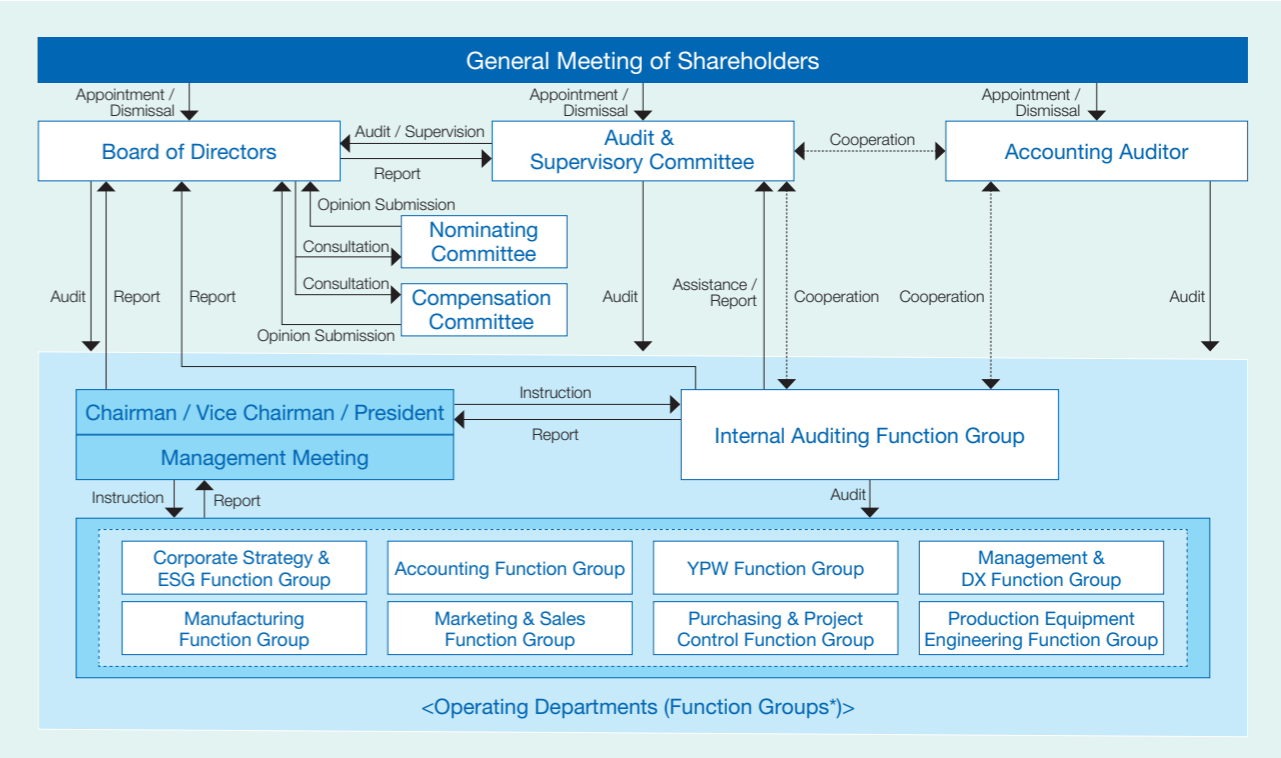 General Meeting of Shareholders
Appointment /
Dismissal
Appointment /
Dismissal
Appointment /
Dismissal
Board of Directors
Audit / Supervision
Report
Audit &
Supervisory Committee
Cooperation
Accounting Auditor
Opinion Submission
Nominating
Committee
Consultation
Consultation
Compensation
Committee
Opinion Submission
Audit
Report
Report
Audit
Assistance /
Report
Cooperation
Cooperation
Audit
Chairman / Vice Chairman / President
Management Meeting
Instruction
Report
Internal Auditing Function Group
Instruction
Report
Audit
Corporate Strategy &
ESG Function Group
Accounting Function Group
YPW Function Group
Management &
DX Function Group
Manufacturing
Function Group
Marketing & Sales
Function Group
Purchasing & Project
Control Function Group
Production Equipment
Engineering Function Group
<Operating Departments (Function Groups*)>